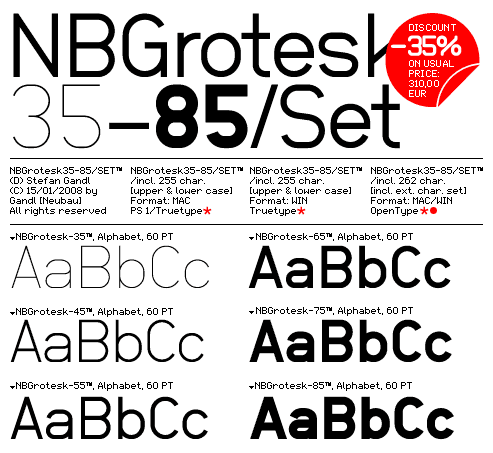 NBGrotesk
35–85/Set
DISCOUNT
–35%
ON USUAL
PRICE:
310,00
EUR
NBGrotesk35-85/SET™
(D) Stefan Gandl
(C) 15/01/2008 by
Gandl [Neubau]
All rights reserved
NBGrotesk35-85/SET™
/incl. 255 char.
[upper & lower case]
Format: MAC
PS 1/Truetype★
NBGrotesk35-85/SET™
/incl. 255 char.
[upper & lower case]
Format: WIN
Truetype★
NBGrotesk35-85/SET™
/incl. 262 char.
[incl. ext. char. set]
Format: MAC/WIN
OpenType★●
NBGrotesk-35™, Alphabet, 60 PT
AaBbCc
NBGrotesk-45™, Alphabet, 60 PT
AaBbCc
NBGrotesk-55™, Alphabet, 60 PT
AaBbCc
NBGrotesk-65™, Alphabet, 60 PT
AaBbCc
NBGrotesk-75™, Alphabet, 60 PT
AaBbCc
NBGrotesk-85™, Alphabet, 60 PT
AaBbCc